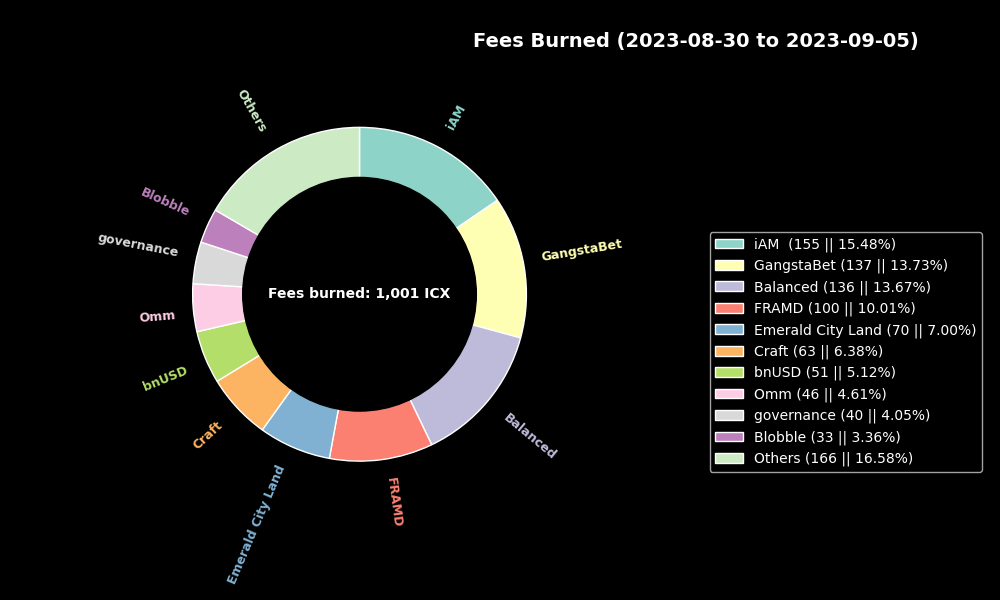 Fees Burned (2023-08-30 to 2023-09-05)
Others
iAM
Blobble
governance
GangstaBet
Fees burned: 1,001 ICX
Omm
bnUSD
Craft
Balanced
Emerald City Land
FRAMD
iAM (155 || 15.48%)
GangstaBet (137 || 13.73%)
Balanced (136 || 13.67%)
FRAMD (100 || 10.01%)
Emerald City Land (70 || 7.00%)
Craft (63 || 6.38%)
bnUSD (51 || 5.12%)
Omm (46 || 4.61%)
governance (40 || 4.05%)
Blobble (33 || 3.36%)
Others (166 || 16.58%)